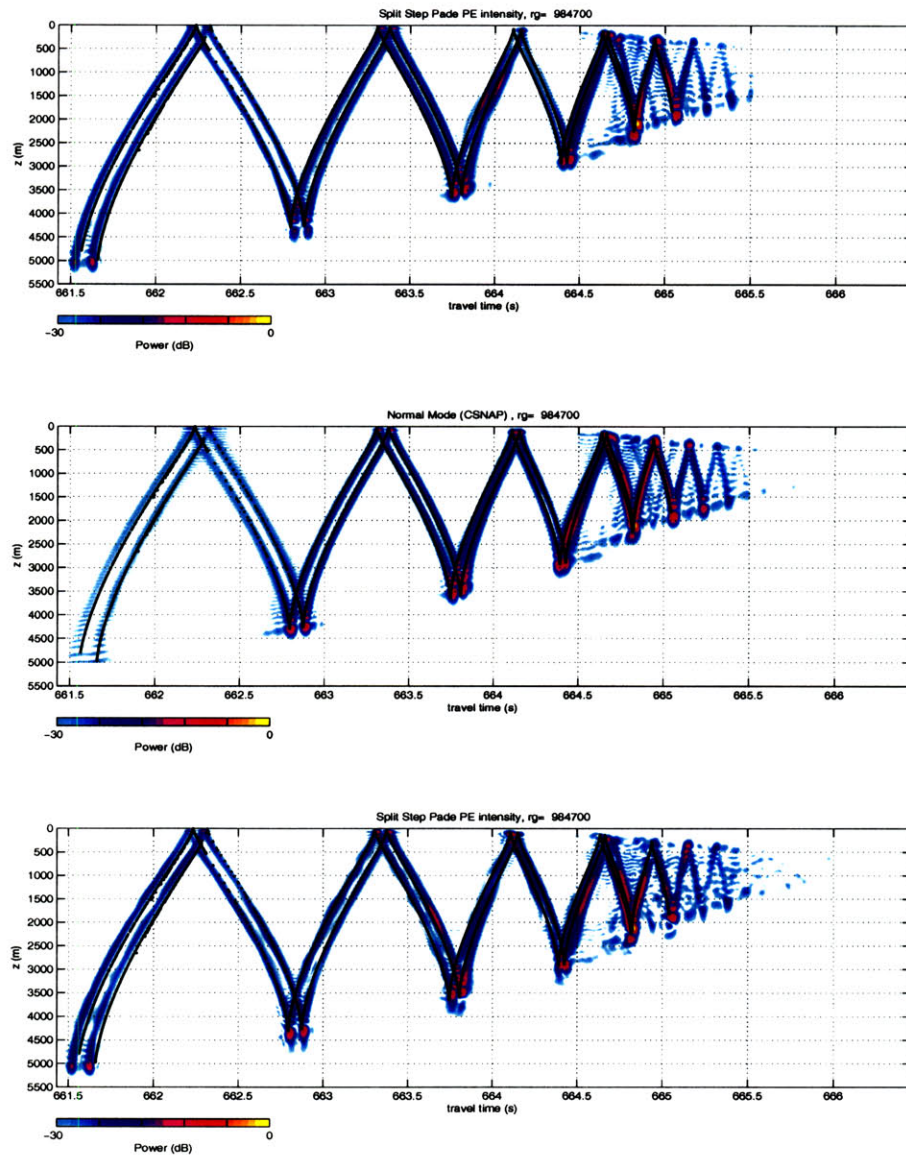 Split Step Pade PE intensity, rg= 984700
0
500
1000
1500
2000
2500
3000
3500
4000
4500
5000
5500
z (m)
661.5 662 662.5 663 663.5 664 664.5 665 665.5 666
travel time (s)
−30 0
Power (dB)
Normal Mode (CSNAP) , rg= 984700
0
500
1000
1500
2000
2500
3000
3500
4000
4500
5000
5500
z (m)
661.5 662 662.5 663 663.5 664 664.5 665 665.5 666
travel time (s)
−30 0
Power (dB)
Split Step Pade PE intensity, rg= 984700
0
500
1000
1500
2000
2500
3000
3500
4000
4500
5000
5500
z (m)
661.5 662 662.5 663 663.5 664 664.5 665 665.5 666
travel time (s)
−30 0
Power (dB)